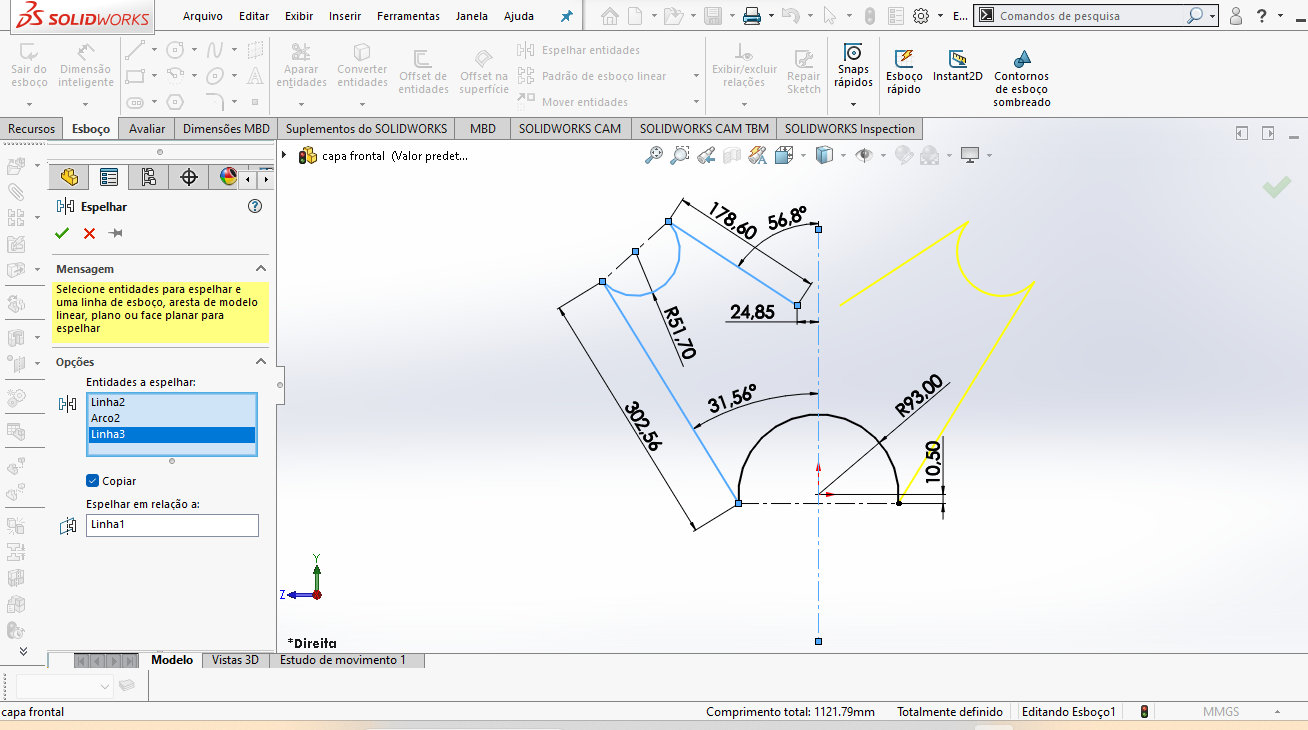 SOLIDWORKS
Arquivo Editar Exibir Inserir Ferramentas Janela Ajuda
E...
Comandos de pesquisa
?
Sair do esboço
Dimensão inteligente
Aparar entidades
Converter entidades
Offset de entidades
Offset na superfície
Espelhar entidades
Padrão de esboço linear
Mover entidades
Exibir/excluir relações
Repair Sketch
Snaps rápidos
Esboço rápido
Instant2D
Contornos de esboço sombreado
Recursos Esboço Avaliar Dimensões MBD Suplementos do SOLIDWORKS MBD SOLIDWORKS CAM SOLIDWORKS CAM TBM SOLIDWORKS Inspection
capa frontal (Valor predet...
Espelhar
?
Mensagem
Selecione entidades para espelhar e
uma linha de esboço, aresta de modelo
linear, plano ou face planar para
espelhar
Opções
Entidades a espelhar:
Linha2
Arco2
Linha3
Copiar
Espelhar em relação a:
Linha1
178,60
56,8°
24,85
R51,70
31,56°
302,56
R93,00
10,50
Y
Z
*Direita
Modelo Vistas 3D Estudo de movimento 1
capa frontal
Comprimento total: 1121.79mm Totalmente definido Editando Esboço1 MMGS